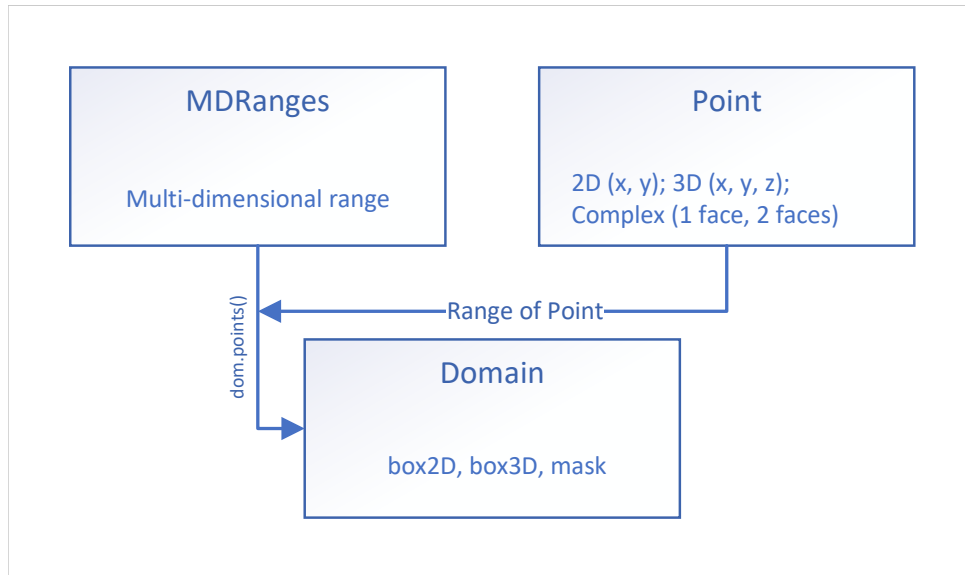 MDRanges
Multi-dimensional range
Point
2D (x, y); 3D (x, y, z);
Complex (1 face, 2 faces)
Range of Point
dom.points()
Domain
box2D, box3D, mask